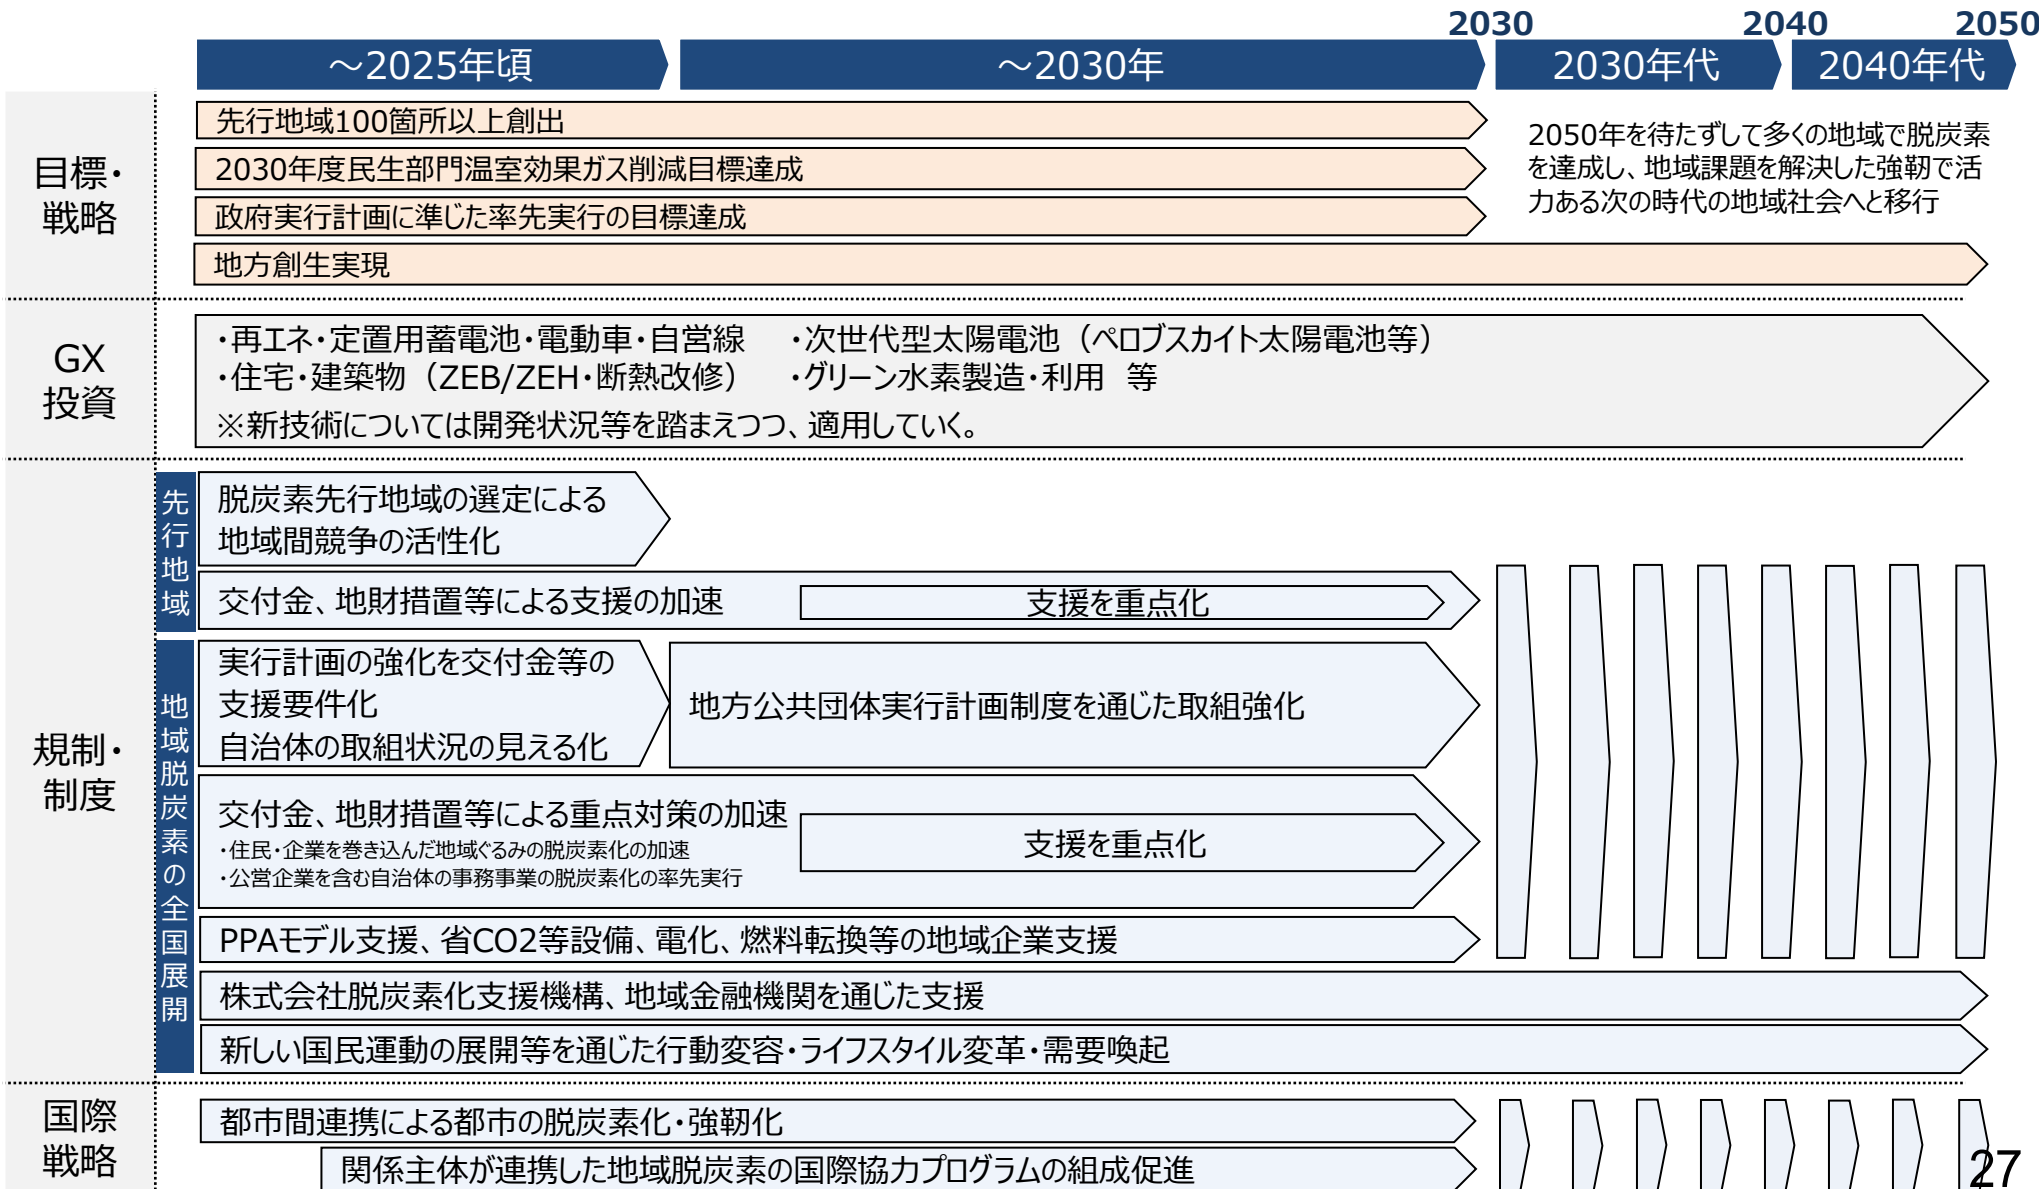 2030
2040
2050
～2025年頃
～2030年
2030年代
2040年代
目標・
戦略
先行地域100箇所以上創出
2030年度民生部門温室効果ガス削減目標達成
政府実行計画に準じた率先実行の目標達成
地方創生実現
2050年を待たずして多くの地域で脱炭素
を達成し、地域課題を解決した強靭で活
力ある次の時代の地域社会へと移行
GX
投資
・再エネ・定置用蓄電池・電動車・自営線　・次世代型太陽電池（ペロブスカイト太陽電池等）
・住宅・建築物（ZEB/ZEH・断熱改修）　・グリーン水素製造・利用　等
※新技術については開発状況等を踏まえつつ、適用していく。
規制・
制度
先行地域
脱炭素先行地域の選定による
地域間競争の活性化
交付金、地財措置等による支援の加速
支援を重点化
地域脱炭素の全国展開
実行計画の強化を交付金等の
支援要件化
自治体の取組状況の見える化
地方公共団体実行計画制度を通じた取組強化
交付金、地財措置等による重点対策の加速
・住民・企業を巻き込んだ地域ぐるみの脱炭素化の加速
・公営企業を含む自治体の事務事業の脱炭素化の率先実行
支援を重点化
PPAモデル支援、省CO2等設備、電化、燃料転換等の地域企業支援
株式会社脱炭素化支援機構、地域金融機関を通じた支援
新しい国民運動の展開等を通じた行動変容・ライフスタイル変革・需要喚起
国際
戦略
都市間連携による都市の脱炭素化・強靭化
関係主体が連携した地域脱炭素の国際協力プログラムの組成促進
27